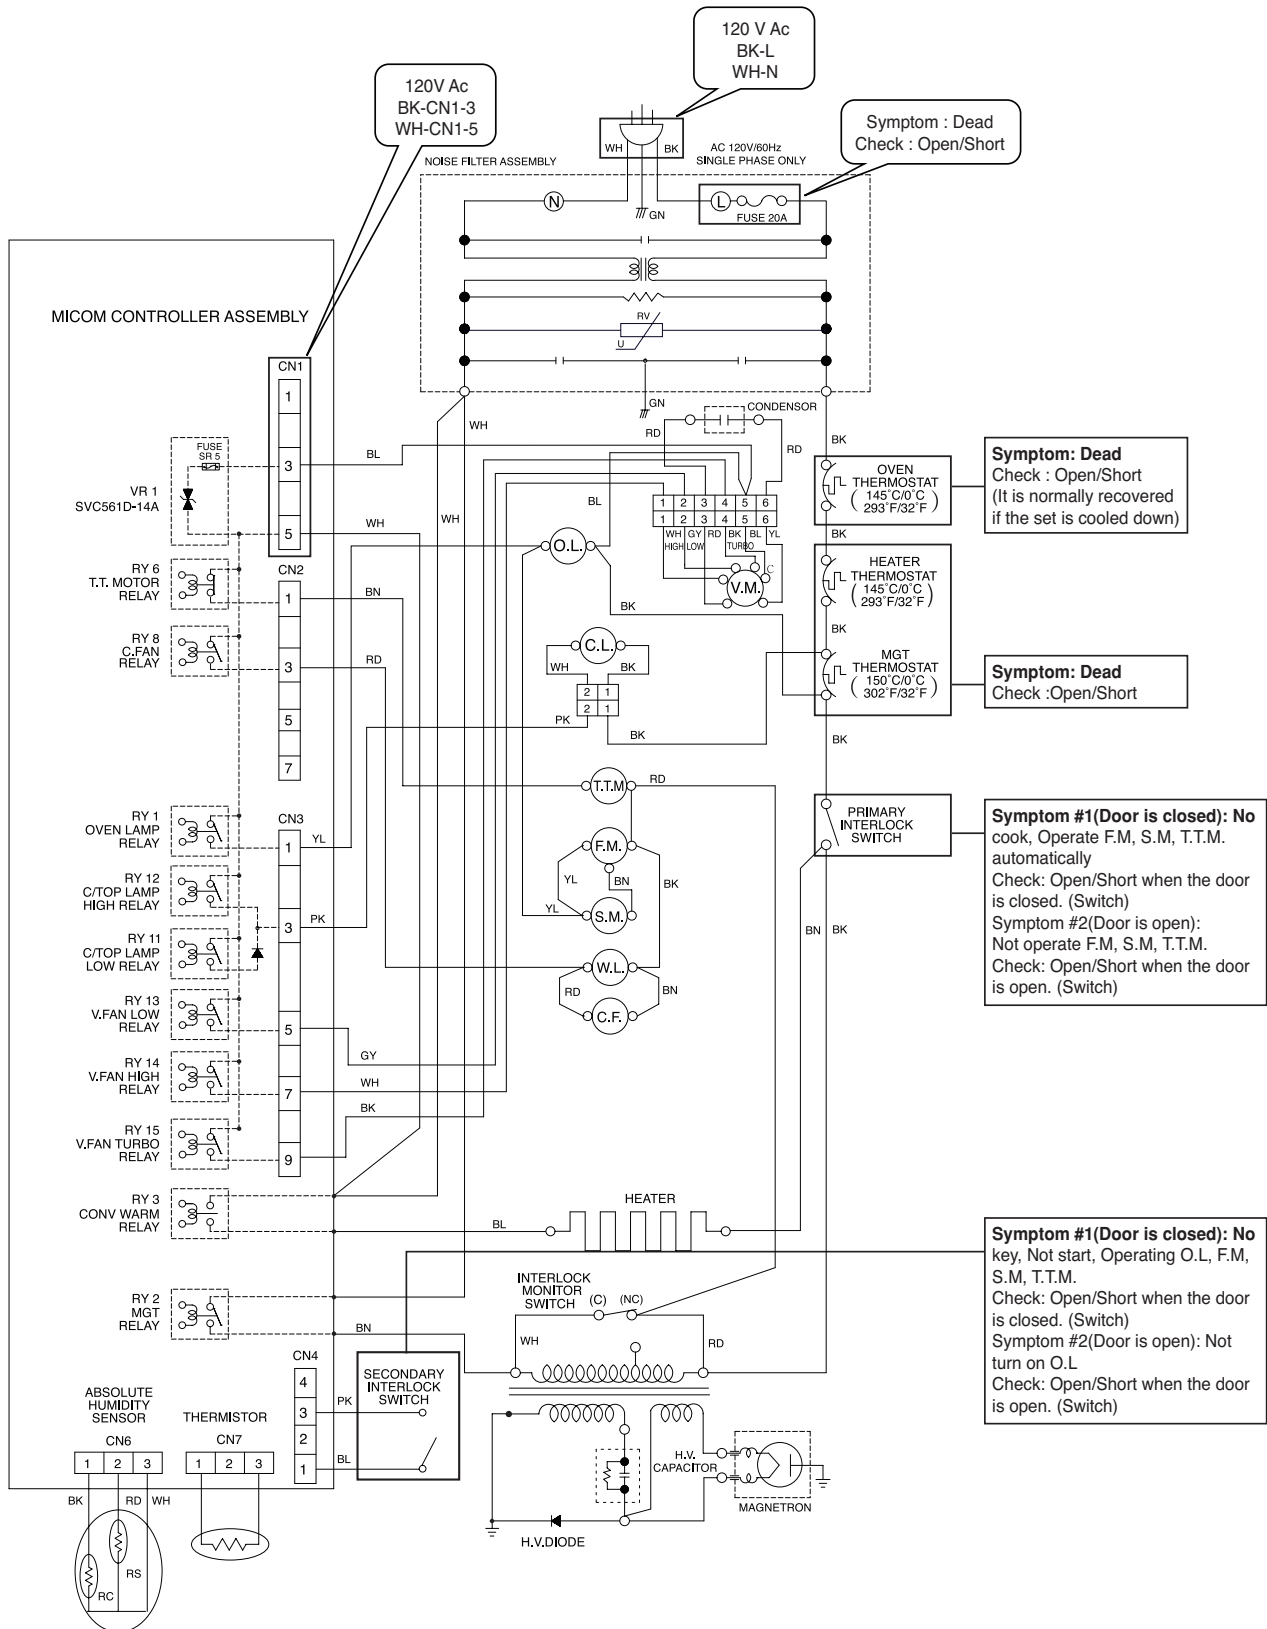 120 V Ac
BK-L
WH-N
120V Ac
BK-CN1-3
WH-CN1-5
Symptom : Dead
Check : Open/Short
WH
BK
AC 120V/60Hz
SINGLE PHASE ONLY
NOISE FILTER ASSEMBLY
N
GN
L
FUSE 20A
RV
U
GN
MICOM CONTROLLER ASSEMBLY
CN1
1
3
5
FUSE
SR 5
VR 1
SVC561D-14A
BL
WH
WH
WH
BL
RD
CONDENSOR
RD
BK
1 2 3 4 5 6
1 2 3 4 5 6
WH GY RD BK BL YL
HIGH LOW TURBO
C
V.M.
OVEN
THERMOSTAT
( 145°C/0°C )
293°F/32°F
Symptom: Dead
Check : Open/Short
(It is normally recovered
if the set is cooled down)
BK
HEATER
THERMOSTAT
( 145°C/0°C )
293°F/32°F
BK
MGT
THERMOSTAT
( 150°C/0°C )
302°F/32°F
Symptom: Dead
Check :Open/Short
BK
RY 6
T.T. MOTOR
RELAY
RY 8
C.FAN
RELAY
CN2
1
3
5
7
BN
RD
O.L.
BK
C.L.
WH
BK
2 1
2 1
PK
BK
T.T.M
RD
F.M.
YL
BN
BK
YL
S.M.
W.L.
RD
BN
C.F.
PRIMARY
INTERLOCK
SWITCH
BN
BK
Symptom #1(Door is closed): No
cook, Operate F.M, S.M, T.T.M.
automatically
Check: Open/Short when the door
is closed. (Switch)
Symptom #2(Door is open):
Not operate F.M, S.M, T.T.M.
Check: Open/Short when the door
is open. (Switch)
RY 1
OVEN LAMP
RELAY
RY 12
C/TOP LAMP
HIGH RELAY
RY 11
C/TOP LAMP
LOW RELAY
RY 13
V.FAN LOW
RELAY
RY 14
V.FAN HIGH
RELAY
RY 15
V.FAN TURBO
RELAY
CN3
1
3
5
7
9
YL
PK
GY
WH
BK
RY 3
CONV WARM
RELAY
BL
HEATER
RY 2
MGT
RELAY
BN
INTERLOCK
MONITOR
SWITCH
(C)
(NC)
WH
RD
Symptom #1(Door is closed): No
key, Not start, Operating O.L, F.M,
S.M, T.T.M.
Check: Open/Short when the door
is closed. (Switch)
Symptom #2(Door is open): Not
turn on O.L
Check: Open/Short when the door
is open. (Switch)
CN4
4
3
2
1
PK
BL
SECONDARY
INTERLOCK
SWITCH
H.V.
CAPACITOR
MAGNETRON
H.V.DIODE
ABSOLUTE
HUMIDITY
SENSOR
CN6
1 2 3
BK RD WH
RS
RC
THERMISTOR
CN7
1 2 3